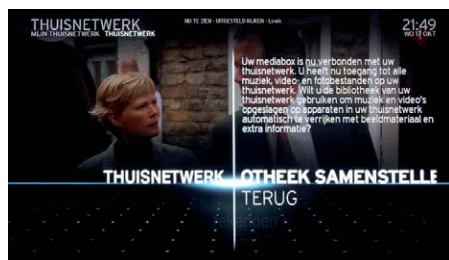 THUISNETWERK
MIJN THUISNETWERK THUISNETWERK
NU TE ZIEN - UITGESTELD KIJKEN - Lewis
21:49
WO 17 OKT
Uw mediabox is nu verbonden met uw
thuisnetwerk. U heeft nu toegang tot alle
muziek, video- en fotobestanden op uw
thuisnetwerk. Wilt u de bibliotheek van uw
thuisnetwerk gebruiken om muziek en video's
opgeslagen op apparaten in uw thuisnetwerk
automatisch te verrijken met beeldmateriaal en
extra informatie?
THUISNETWERK OTHEEK SAMENSTELLE
TERUG